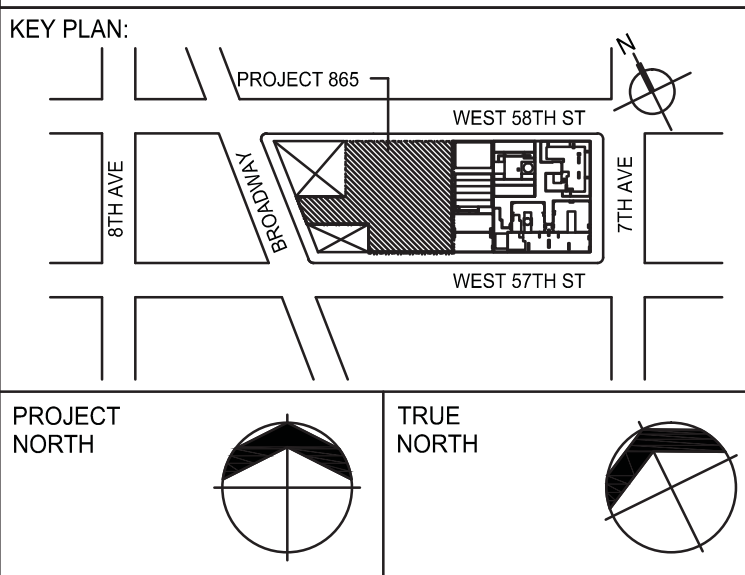 KEY PLAN:
PROJECT 865
N
WEST 58TH ST
8TH AVE
BROADWAY
7TH AVE
WEST 57TH ST
PROJECT
NORTH
TRUE
NORTH